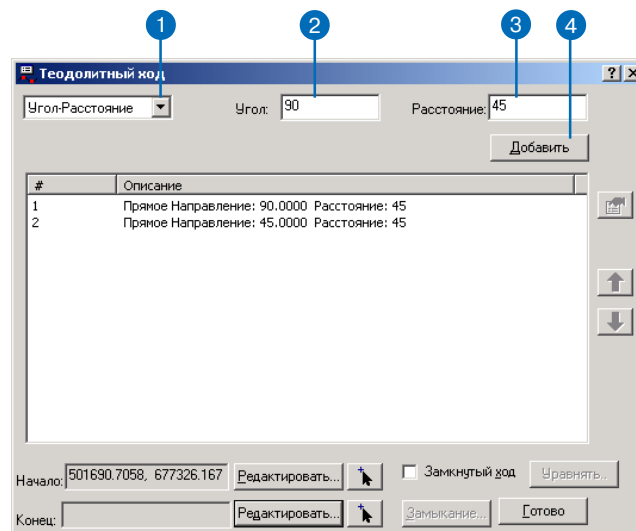 1 2 3 4
Теодолитный ход
Угол-Расстояние Угол: 90 Расстояние: 45
Добавить
# Описание
1 Прямое Направление: 90.0000 Расстояние: 45
2 Прямое Направление: 45.0000 Расстояние: 45
Начало: 501690.7058, 677326.167 Редактировать... Замкнутый ход Уравнять..
Конец: Редактировать... Замыкание... Готово